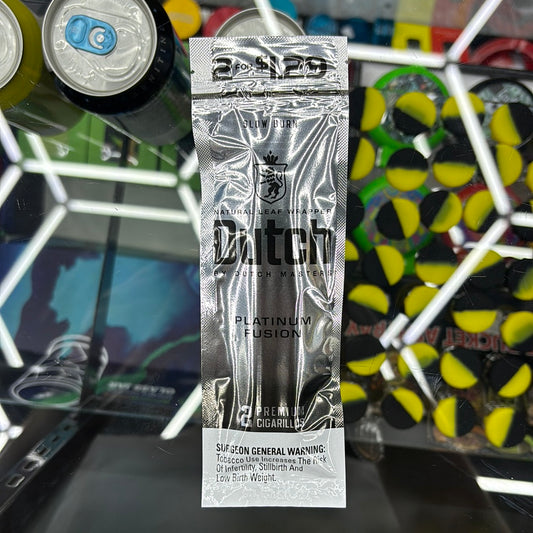 2 FOR $1.29
SLOW BURN
NATURAL LEAF WRAPPER
Dutch
BY DUTCH MASTERS
PLATINUM
FUSION
2 PREMIUM
CIGARILLOS
SURGEON GENERAL WARNING:
Tobacco Use Increases The Risk
Of Infertility, Stillbirth And
Low Birth Weight.